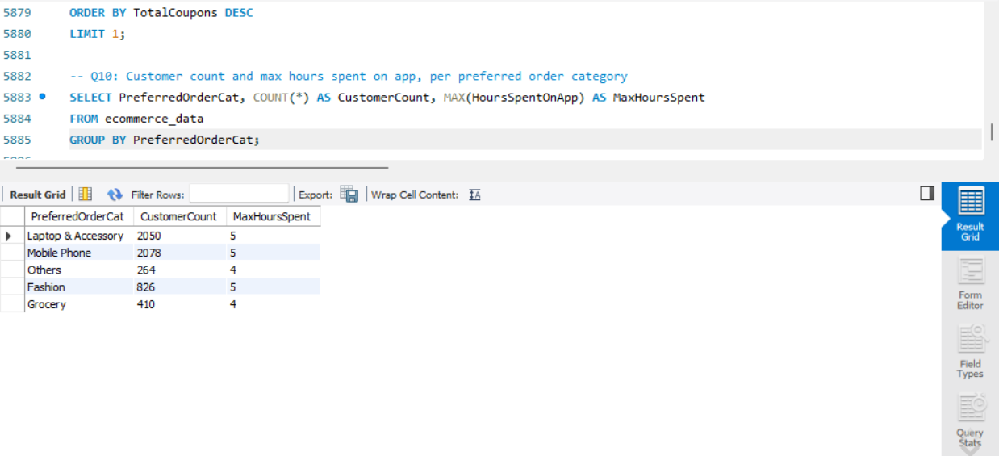 5879 ORDER BY TotalCoupons DESC
5880 LIMIT 1;
5881
5882 -- Q10: Customer count and max hours spent on app, per preferred order category
5883 SELECT PreferredOrderCat, COUNT(*) AS CustomerCount, MAX(HoursSpentOnApp) AS MaxHoursSpent
5884 FROM ecommerce_data
5885 GROUP BY PreferredOrderCat;
Result Grid Filter Rows: Export: Wrap Cell Content: IA
PreferredOrderCat CustomerCount MaxHoursSpent
Laptop & Accessory 2050 5
Mobile Phone 2078 5
Others 264 4
Fashion 826 5
Grocery 410 4
Result
Grid
Form
Editor
Field
Types
Query
Stats